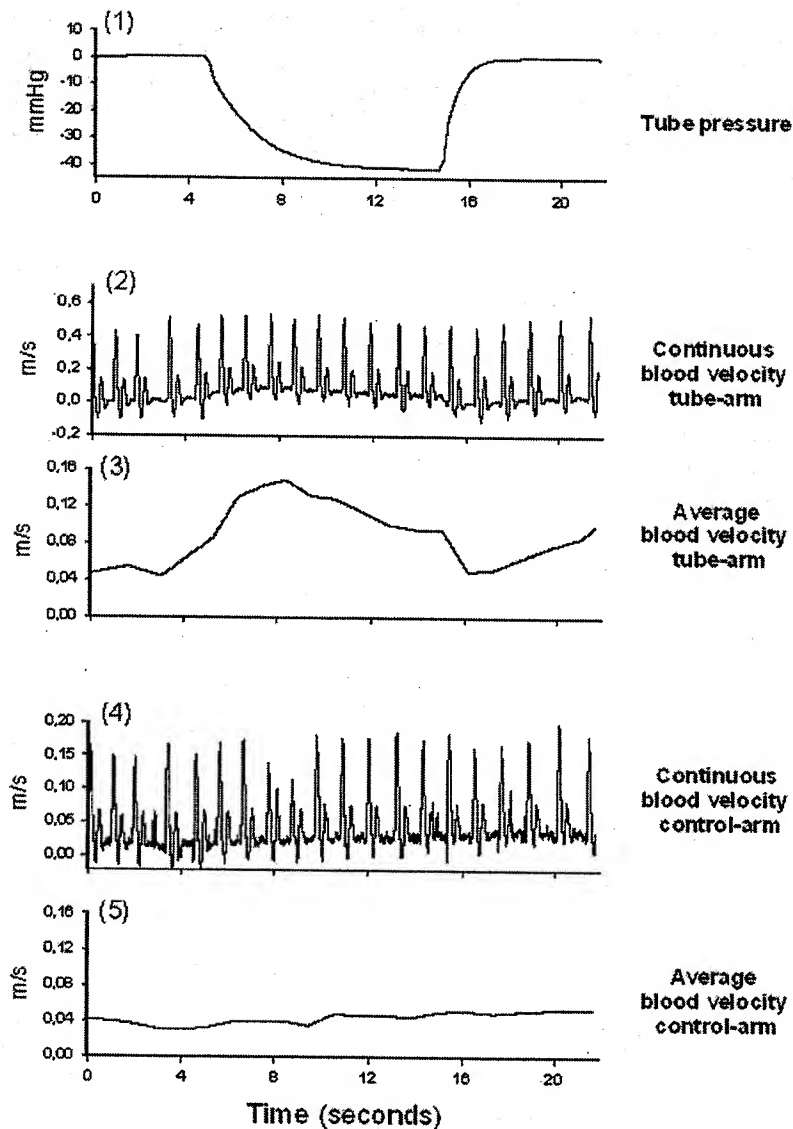 (1)
10
0
-10
-20
-30
-40
mmHg
0 4 8 12 16 20
Tube pressure
(2)
0,6
0,4
0,2
0,0
-0,2
m/s
Continuous
blood velocity
tube-arm
(3)
0,16
0,12
0,08
0,04
0,00
m/s
Average
blood velocity
tube-arm
(4)
0,20
0,15
0,10
0,05
0,00
m/s
Continuous
blood velocity
control-arm
(5)
0,16
0,12
0,08
0,04
0,00
m/s
Average
blood velocity
control-arm
0 4 8 12 16 20
Time (seconds)